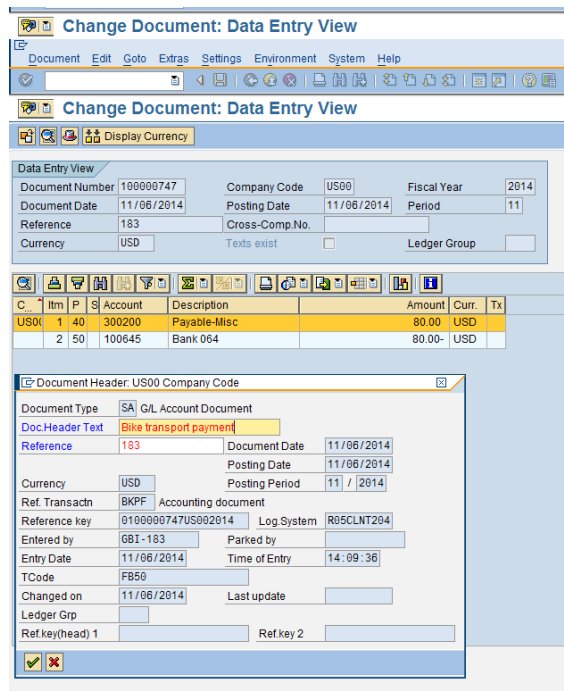 Change Document: Data Entry View
Document Edit Goto Extras Settings Environment System Help
Change Document: Data Entry View
Display Currency
Data Entry View
Document Number 100000747 Company Code US00 Fiscal Year 2014
Document Date 11/06/2014 Posting Date 11/06/2014 Period 11
Reference 183 Cross-Comp.No.
Currency USD Texts exist Ledger Group
C... Itm P S Account Description Amount Curr. Tx
US00 1 40 300200 Payable-Misc 80.00 USD
2 50 100645 Bank 064 80.00- USD
Document Header: US00 Company Code
Document Type SA G/L Account Document
Doc.Header Text Bike transport payment
Reference 183 Document Date 11/06/2014
Posting Date 11/06/2014
Currency USD Posting Period 11 / 2014
Ref. Transactn BKPF Accounting document
Reference key 0100000747US002014 Log.System R05CLNT204
Entered by GBI-183 Parked by
Entry Date 11/06/2014 Time of Entry 14:09:36
TCode FB50
Changed on 11/06/2014 Last update
Ledger Grp
Ref.key(head) 1 Ref.key 2